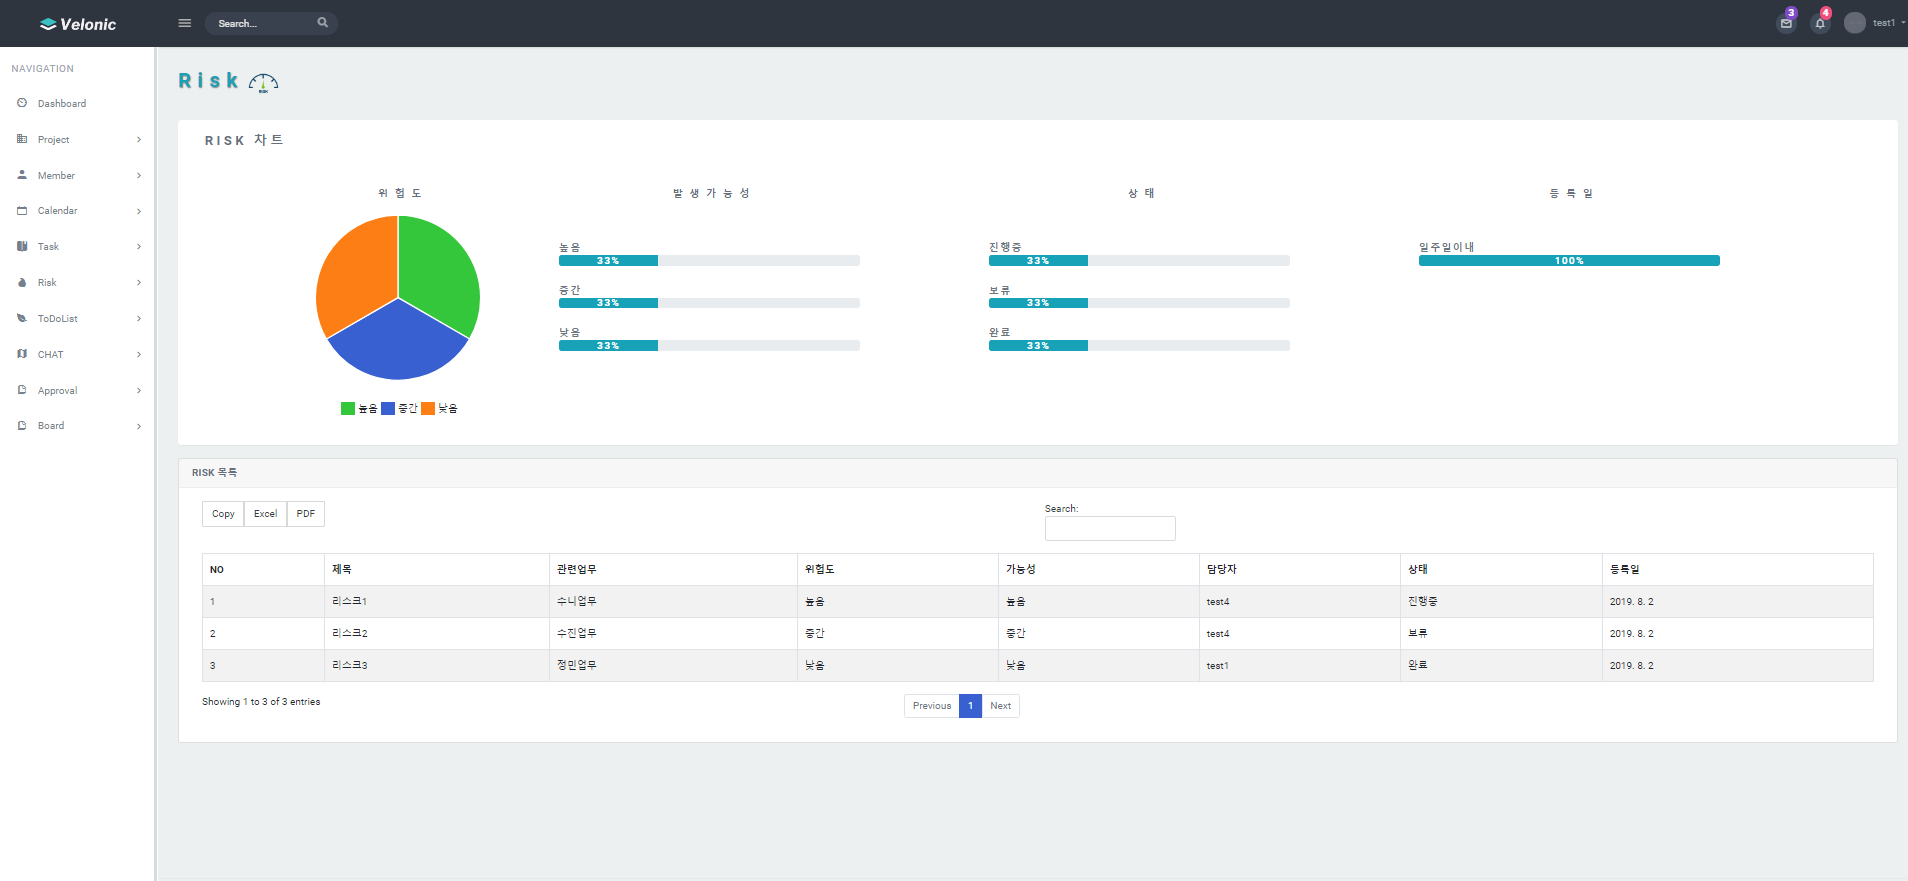 Velonic
Search...
3
4
test1
NAVIGATION
Dashboard
Project
Member
Calendar
Task
Risk
ToDoList
CHAT
Approval
Board
Risk
RISK
RISK 차트
위험도
높음 중간 낮음
발생가능성
높음
33%
중간
33%
낮음
33%
상태
진행중
33%
보류
33%
완료
33%
등록일
일주일이내
100%
RISK 목록
Copy Excel PDF
Search:
NO 제목 관련업무 위험도 가능성 담당자 상태 등록일
1 리스크1 수니업무 높음 높음 test4 진행중 2019. 8. 2
2 리스크2 수진업무 중간 중간 test4 보류 2019. 8. 2
3 리스크3 정민업무 낮음 낮음 test1 완료 2019. 8. 2
Showing 1 to 3 of 3 entries
Previous 1 Next